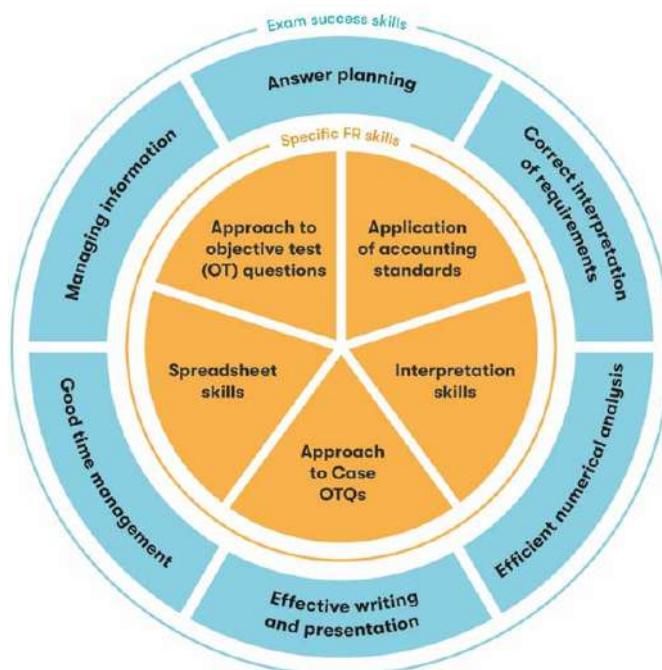 Exam success skills
Answer planning
Correct interpretation
of requirements
Efficient numerical analysis
Effective writing
and presentation
Good time management
Managing information
Specific FR skills
Approach to
objective test
(OT) questions
Application
of accounting
standards
Interpretation
skills
Approach
to Case
OTQs
Spreadsheet
skills